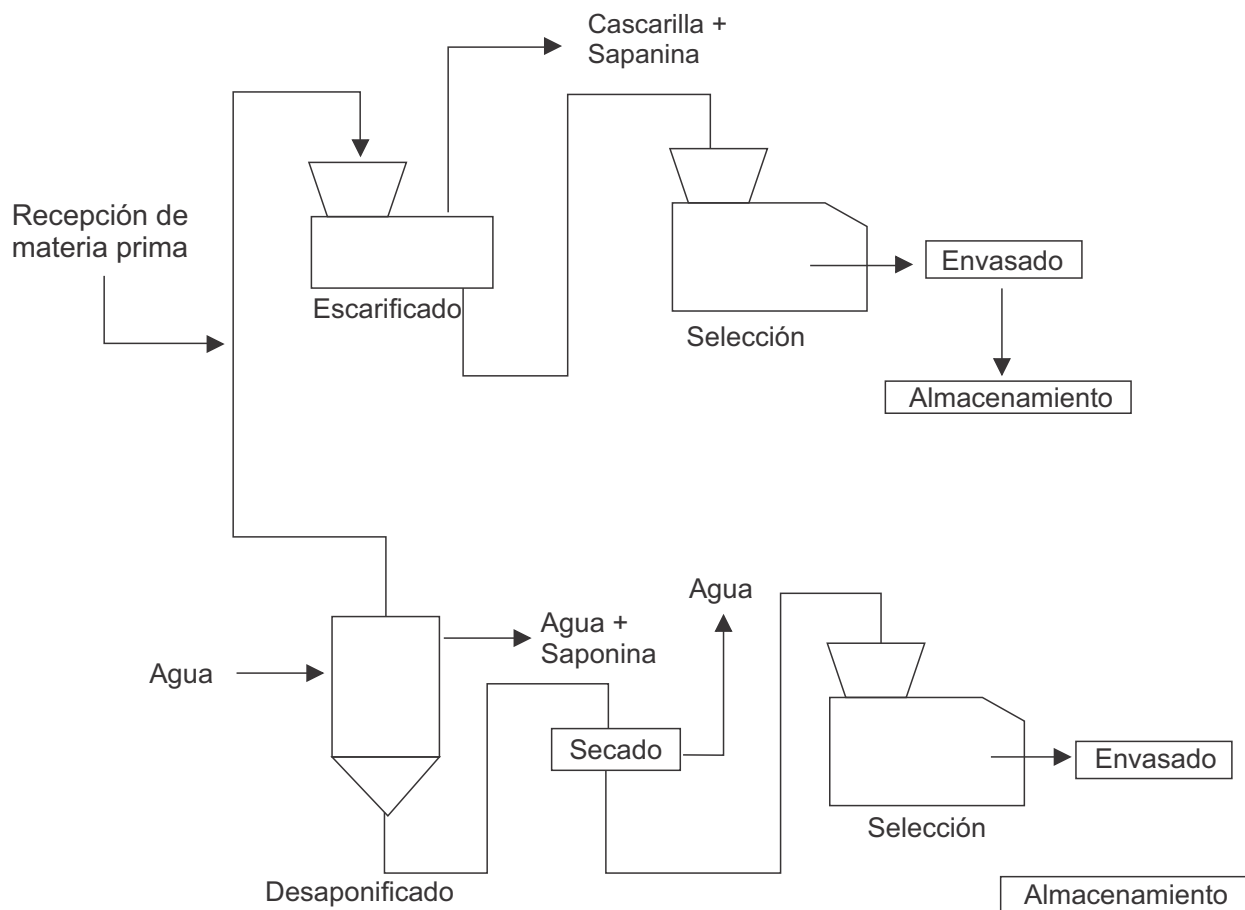 Cascarilla +
Sapanina
Recepción de
materia prima
Escarificado
Selección
Envasado
Almacenamiento
Agua
Agua +
Saponina
Agua
Secado
Desaponificado
Selección
Envasado
Almacenamiento